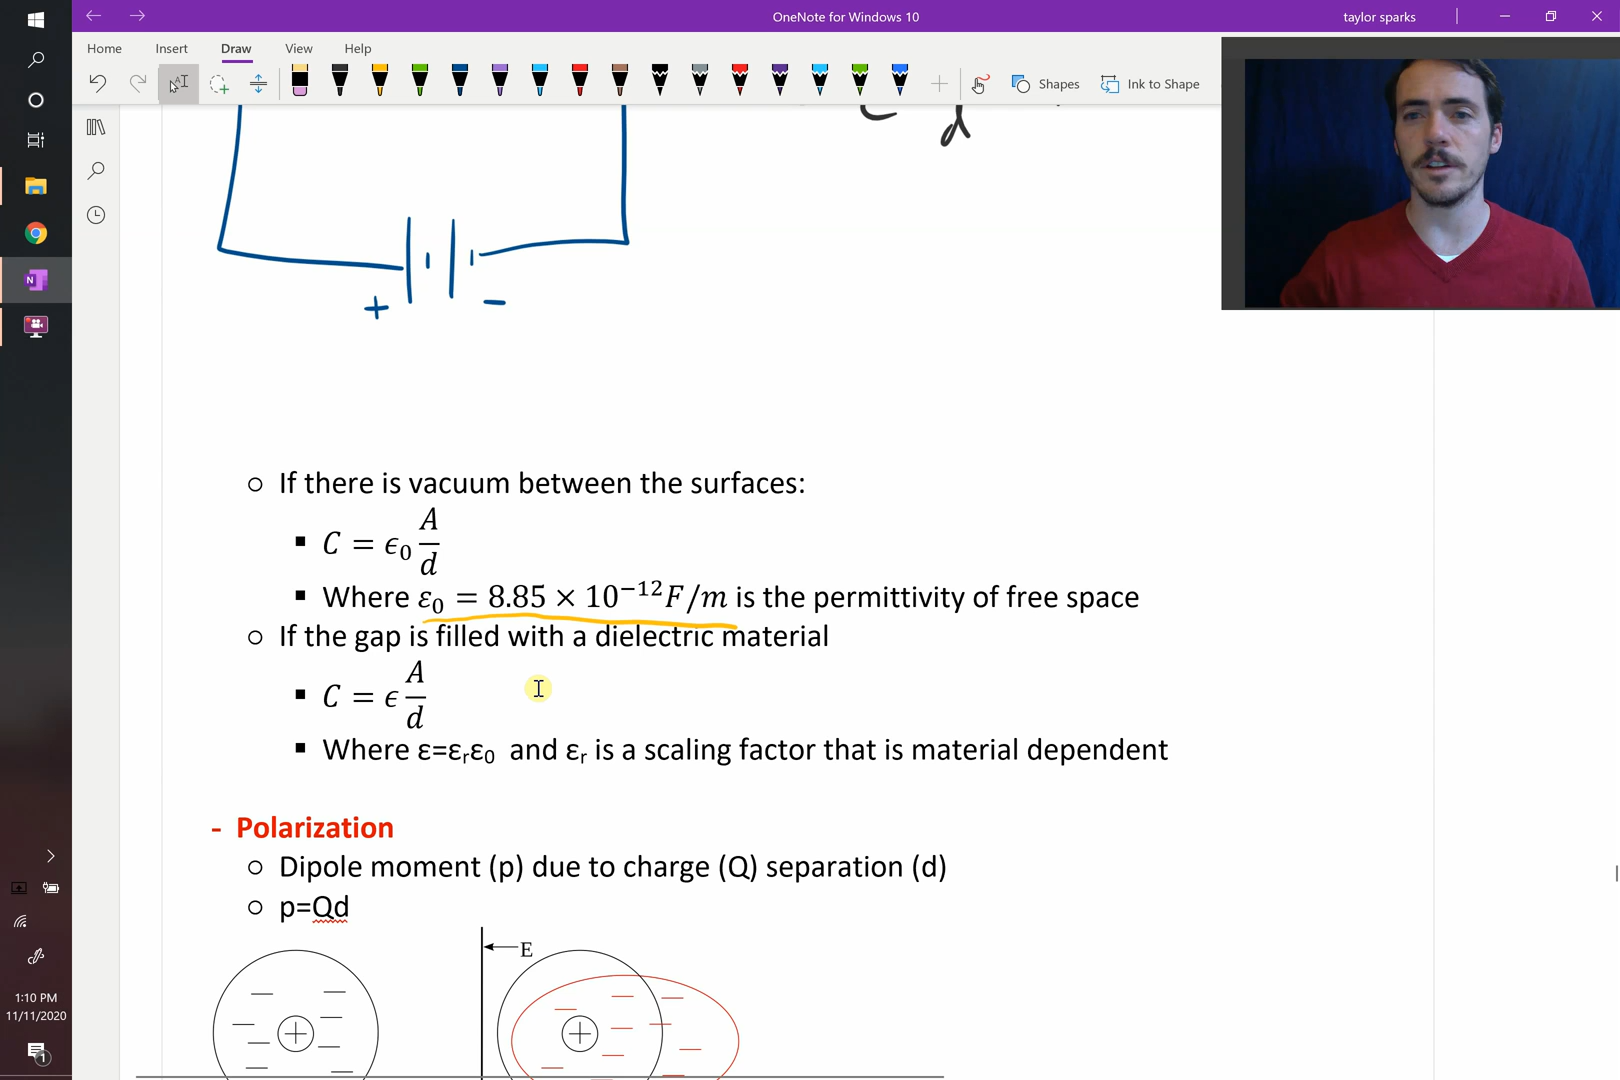 OneNote for Windows 10
taylor sparks
Home Insert Draw View Help
Shapes
Ink to Shape
d
+ −
○ If there is vacuum between the surfaces:
▪ C = ϵ₀ A/d
▪ Where ε₀ = 8.85 × 10⁻¹² F/m is the permittivity of free space
○ If the gap is filled with a dielectric material
▪ C = ϵ A/d
▪ Where ε=εᵣε₀ and εᵣ is a scaling factor that is material dependent
- Polarization
○ Dipole moment (p) due to charge (Q) separation (d)
○ p=Qd
E
+ +
1:10 PM
11/11/2020
1